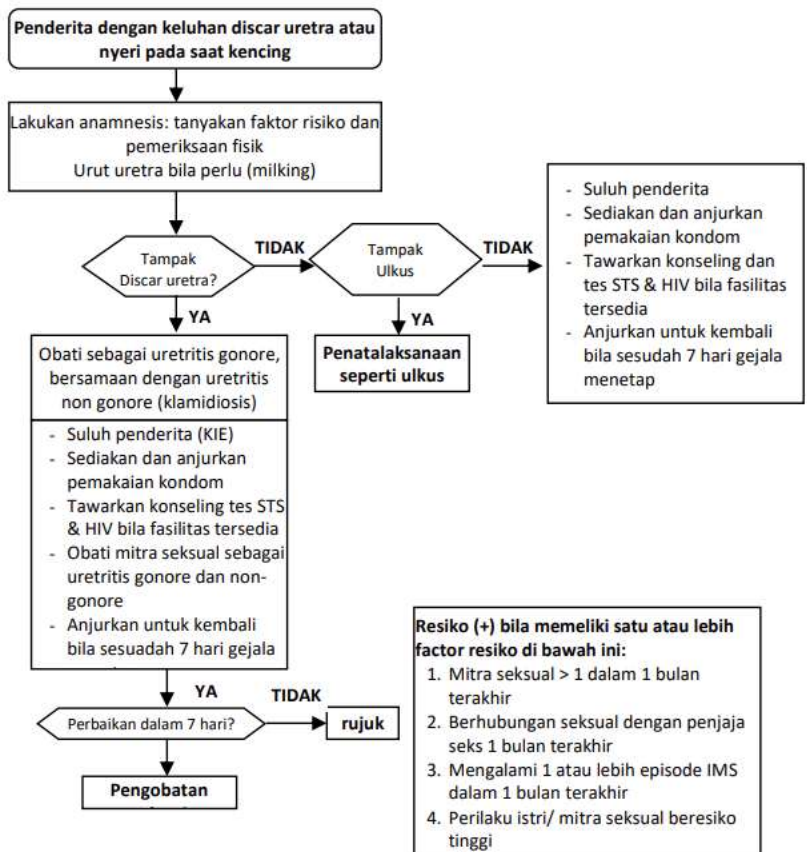 Penderita dengan keluhan discar uretra atau
nyeri pada saat kencing
Lakukan anamnesis: tanyakan faktor risiko dan
pemeriksaan fisik
Urut uretra bila perlu (milking)
Tampak
Discar uretra?
TIDAK
Tampak
Ulkus
TIDAK
- Suluh penderita
- Sediakan dan anjurkan
pemakaian kondom
- Tawarkan konseling dan
tes STS & HIV bila fasilitas
tersedia
- Anjurkan untuk kembali
bila sesudah 7 hari gejala
menetap
YA
YA
Penatalaksanaan
seperti ulkus
Obati sebagai uretritis gonore,
bersamaan dengan uretritis
non gonore (klamidiosis)
- Suluh penderita (KIE)
- Sediakan dan anjurkan
pemakaian kondom
- Tawarkan konseling tes STS
& HIV bila fasilitas tersedia
- Obati mitra seksual sebagai
uretritis gonore dan non-
gonore
- Anjurkan untuk kembali
bila sesuadah 7 hari gejala
YA
Perbaikan dalam 7 hari?
TIDAK
rujuk
Pengobatan
Resiko (+) bila memeliki satu atau lebih
factor resiko di bawah ini:
1. Mitra seksual > 1 dalam 1 bulan
terakhir
2. Berhubungan seksual dengan penjaja
seks 1 bulan terakhir
3. Mengalami 1 atau lebih episode IMS
dalam 1 bulan terakhir
4. Perilaku istri/ mitra seksual beresiko
tinggi